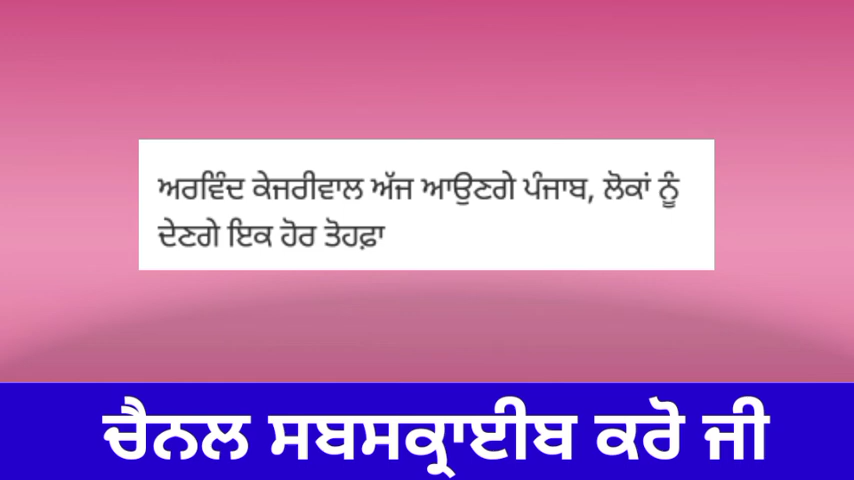 ਅਰਵਿੰਦ ਕੇਜਰੀਵਾਲ ਅੱਜ ਆਉਣਗੇ ਪੰਜਾਬ, ਲੋਕਾਂ ਨੂੰ
ਦੇਣਗੇ ਇਕ ਹੋਰ ਤੋਹਫ਼ਾ
ਚੈਨਲ ਸਬਸਕ੍ਰਾਈਬ ਕਰੋ ਜੀ